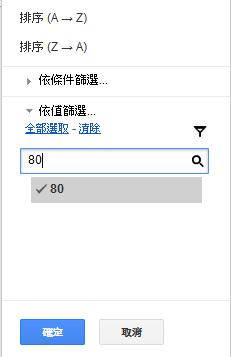 排序 (A → Z)
排序 (Z → A)
依條件篩選...
依值篩選...
全部選取 - 清除
80
80
確定 取消